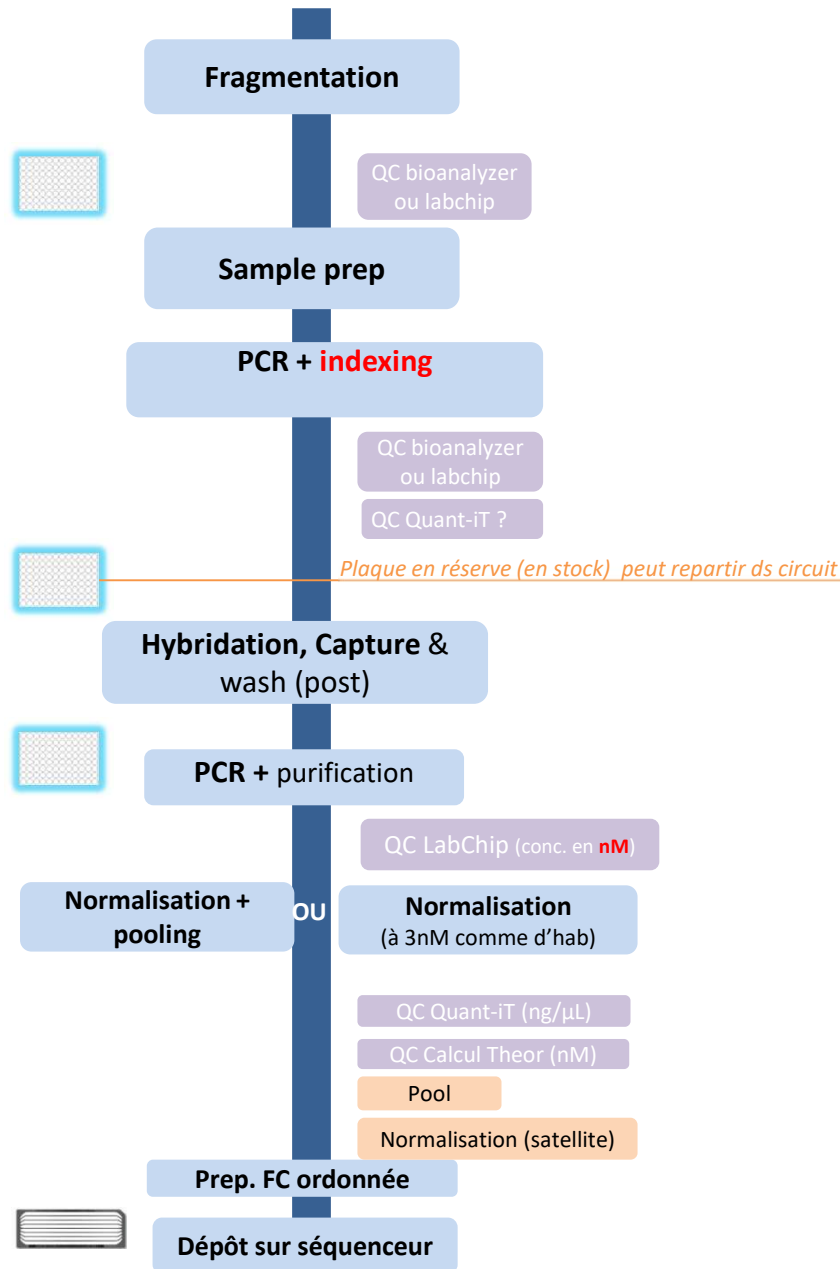 Fragmentation
QC bioanalyzer
ou labchip
Sample prep
PCR + indexing
QC bioanalyzer
ou labchip
QC Quant-iT ?
Plaque en réserve (en stock) peut repartir ds circuit
Hybridation, Capture &
wash (post)
PCR + purification
QC LabChip (conc. en nM)
Normalisation +
pooling
OU
Normalisation
(à 3nM comme d’hab)
QC Quant-iT (ng/µL)
QC Calcul Theor (nM)
Pool
Normalisation (satellite)
Prep. FC ordonnée
Dépôt sur séquenceur